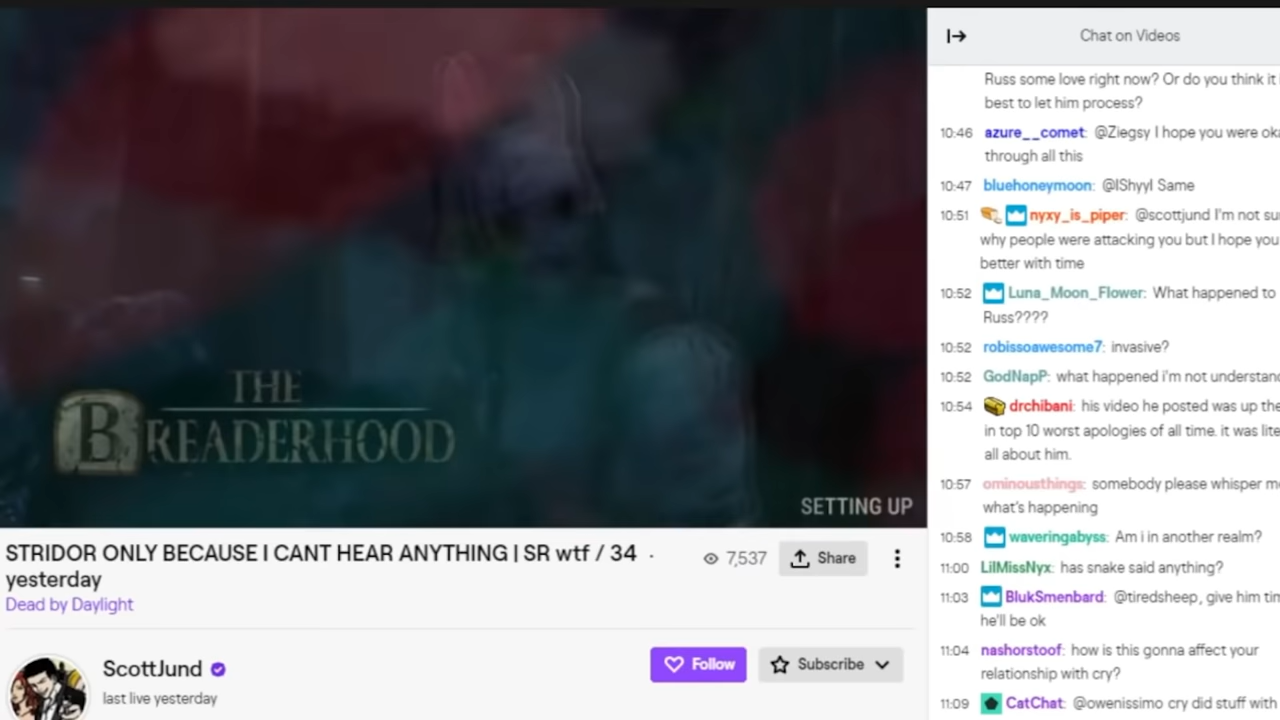 Chat on Videos
Russ some love right now? Or do you think it i
best to let him process?
10:46 azure__comet: @Ziegsy I hope you were oka
through all this
10:47 bluehoneymoon: @IShyyI Same
10:51 nyxy_is_piper: @scottjund I'm not su
why people were attacking you but I hope you
better with time
10:52 Luna_Moon_Flower: What happened to
Russ????
10:52 robissoawesome7: invasive?
10:52 GodNapP: what happened i'm not understand
10:54 drchibani: his video he posted was up the
in top 10 worst apologies of all time. it was lite
all about him.
10:57 ominousthings: somebody please whisper me
what's happening
10:58 waveringabyss: Am i in another realm?
11:00 LilMissNyx: has snake said anything?
11:03 BlukSmenbard: @tiredsheep, give him tim
he'll be ok
11:04 nashorstoof: how is this gonna affect your
relationship with cry?
11:09 CatChat: @owenissimo cry did stuff with
THE
BREADERHOOD
SETTING UP
STRIDOR ONLY BECAUSE I CANT HEAR ANYTHING | SR wtf / 34 ·
yesterday
7,537
Share
Dead by Daylight
ScottJund
last live yesterday
Follow
Subscribe